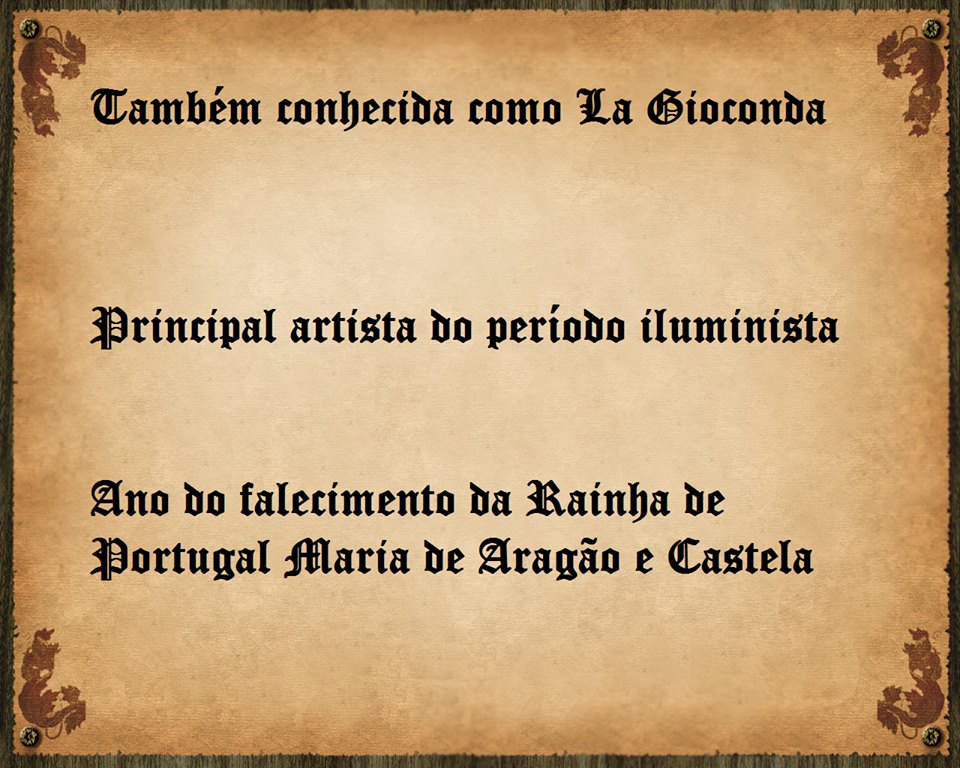 Também conhecida como La Gioconda
Principal artista do período iluminista
Ano do falecimento da Rainha de
Portugal Maria de Aragão e Castela